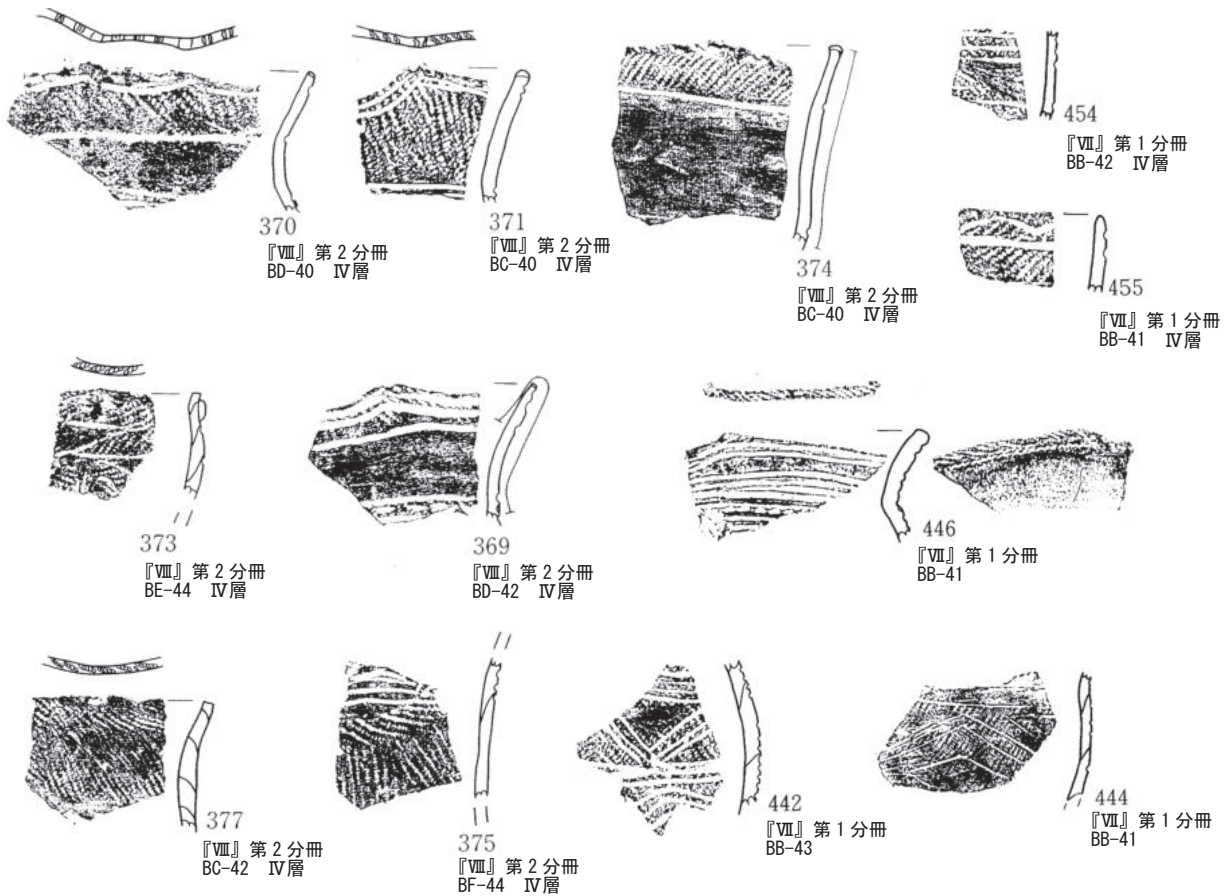 370
『Ⅷ』第2分冊
BD-40 Ⅳ層
371
『Ⅷ』第2分冊
BC-40 Ⅳ層
374
『Ⅷ』第2分冊
BC-40 Ⅳ層
454
『Ⅶ』第1分冊
BB-42 Ⅳ層
455
『Ⅶ』第1分冊
BB-41 Ⅳ層
373
『Ⅷ』第2分冊
BE-44 Ⅳ層
369
『Ⅷ』第2分冊
BD-42 Ⅳ層
446
『Ⅶ』第1分冊
BB-41
377
『Ⅷ』第2分冊
BC-42 Ⅳ層
375
『Ⅷ』第2分冊
BF-44 Ⅳ層
442
『Ⅶ』第1分冊
BB-43
444
『Ⅶ』第1分冊
BB-41